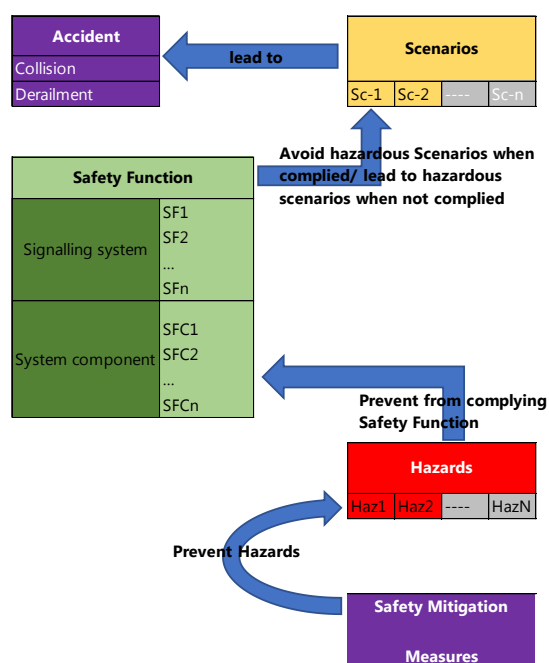 Accident
Collision
Derailment
lead to
Scenarios
Sc-1 Sc-2 ---- Sc-n
Avoid hazardous Scenarios when
complied/ lead to hazardous
scenarios when not complied
Safety Function
Signalling system
SF1
SF2
...
SFn
System component
SFC1
SFC2
...
SFCn
Prevent from complying
Safety Function
Hazards
Haz1 Haz2 ---- HazN
Prevent Hazards
Safety Mitigation
Measures